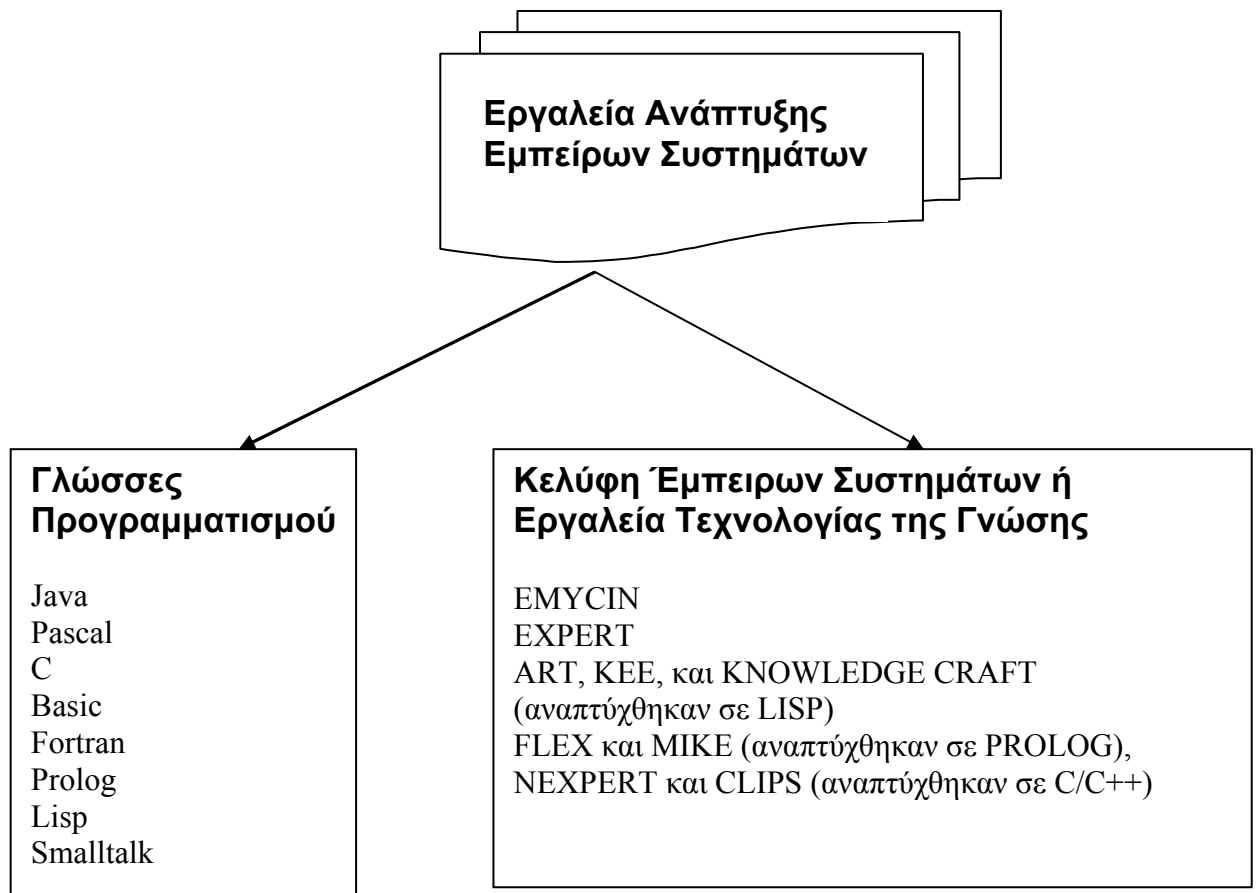 Εργαλεία Ανάπτυξης
Εμπείρων Συστημάτων
Γλώσσες
Προγραμματισμού
Java
Pascal
C
Basic
Fortran
Prolog
Lisp
Smalltalk
Κελύφη Έμπειρων Συστημάτων ή
Εργαλεία Τεχνολογίας της Γνώσης
EMYCIN
EXPERT
ART, KEE, και KNOWLEDGE CRAFT
(αναπτύχθηκαν σε LISP)
FLEX και MIKE (αναπτύχθηκαν σε PROLOG),
NEXPERT και CLIPS (αναπτύχθηκαν σε C/C++)